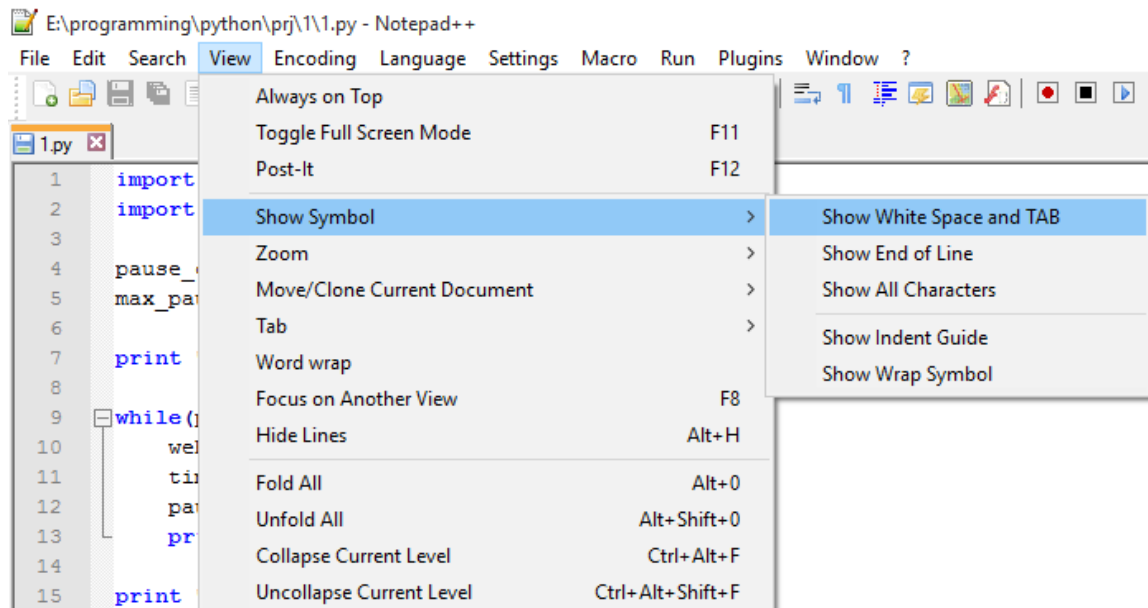 E:\programming\python\prj\1\1.py - Notepad++
File Edit Search View Encoding Language Settings Macro Run Plugins Window ?
1.py
Always on Top
Toggle Full Screen Mode F11
Post-It F12
Show Symbol
Zoom
Move/Clone Current Document
Tab
Word wrap
Focus on Another View F8
Hide Lines Alt+H
Fold All Alt+0
Unfold All Alt+Shift+0
Collapse Current Level Ctrl+Alt+F
Uncollapse Current Level Ctrl+Alt+Shift+F
Show White Space and TAB
Show End of Line
Show All Characters
Show Indent Guide
Show Wrap Symbol
1 import
2 import
3
4 pause_
5 max_pa
6
7 print
8
9 while(
10 we
11 ti
12 pa
13 pr
14
15 print